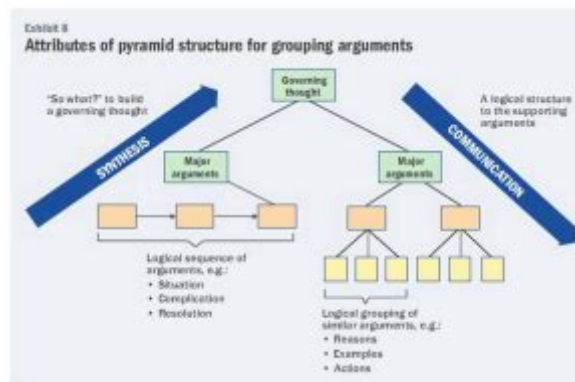 Exhibit 8
Attributes of pyramid structure for grouping arguments
"So what?" to build
a governing thought
SYNTHESIS
Governing
thought
A logical structure
to the supporting
arguments
COMMUNICATION
Major
arguments
Major
arguments
Logical sequence of
arguments, e.g.:
• Situation
• Complication
• Resolution
Logical grouping of
similar arguments, e.g.:
• Reasons
• Examples
• Actions